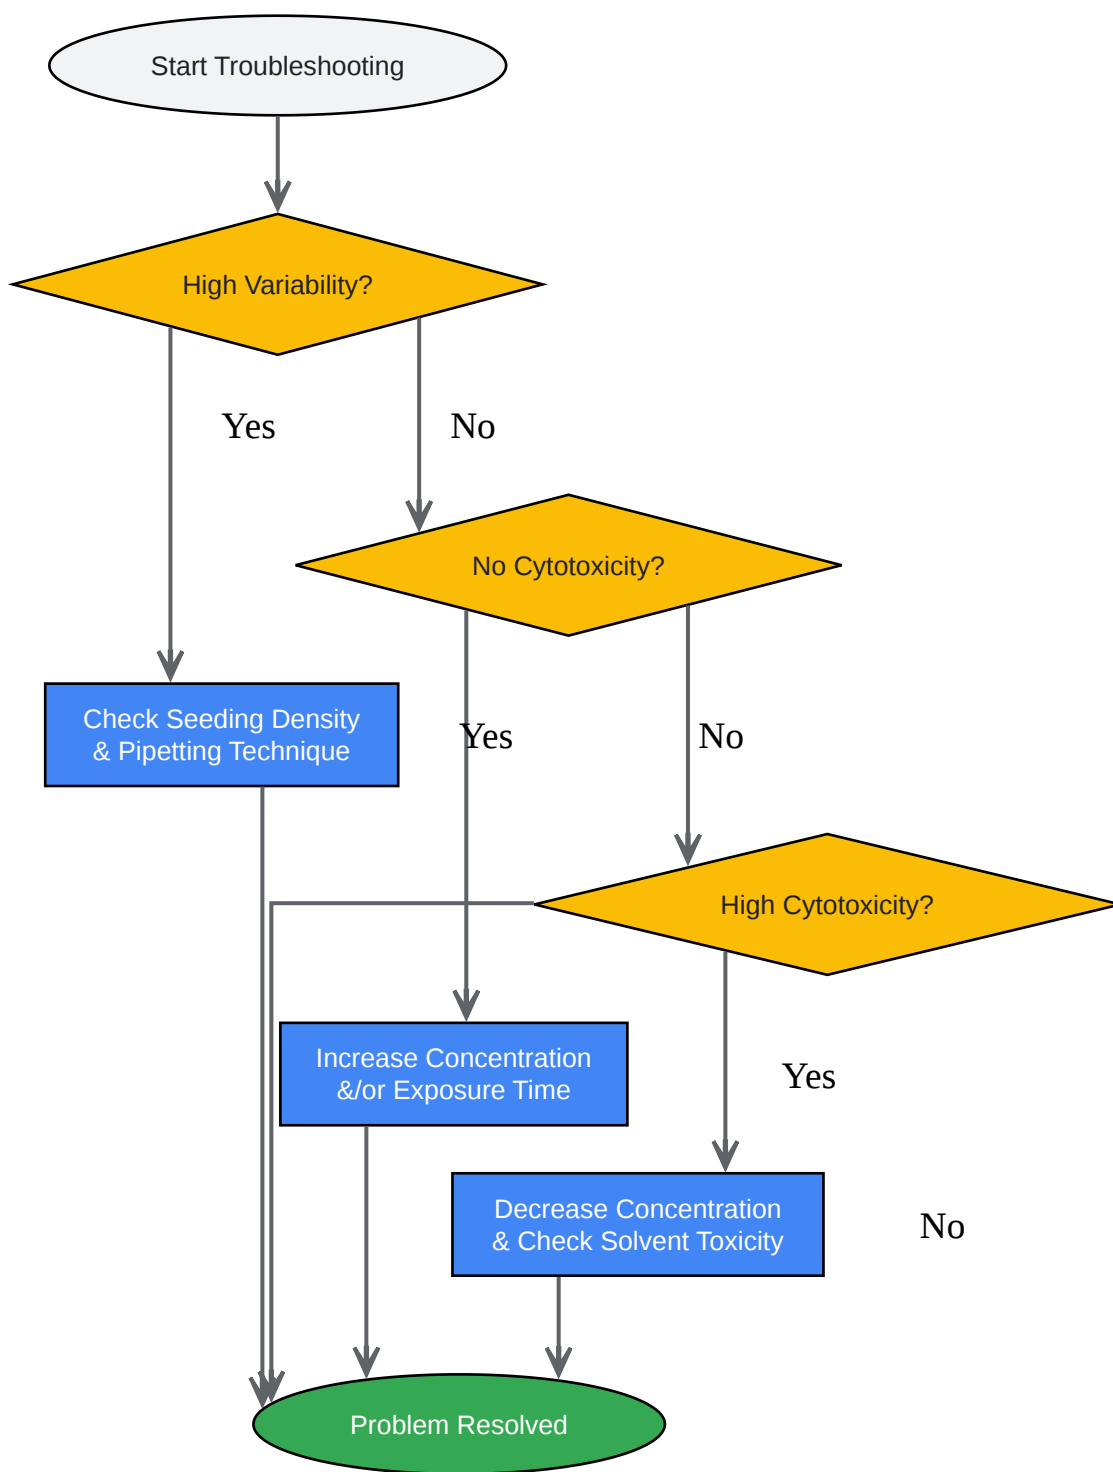 Start Troubleshooting
High Variability?
Yes
No
No Cytotoxicity?
Check Seeding Density
& Pipetting Technique
Yes
No
High Cytotoxicity?
Increase Concentration
&/or Exposure Time
Yes
Decrease Concentration
& Check Solvent Toxicity
No
Problem Resolved